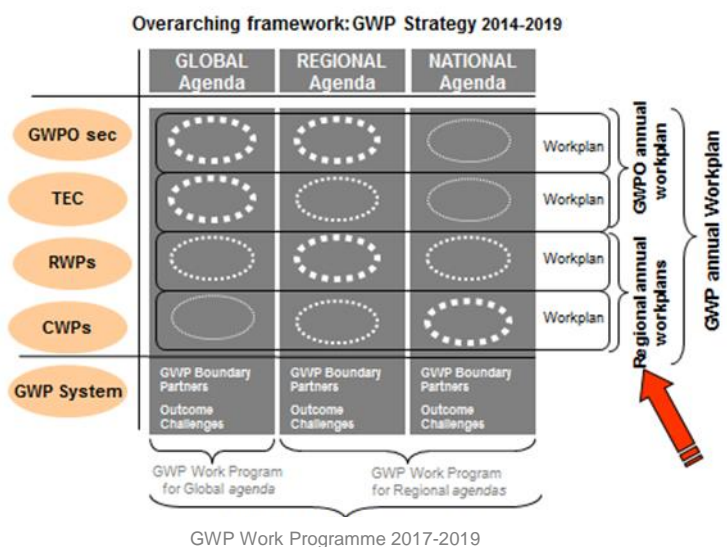 Overarching framework: GWP Strategy 2014-2019
GLOBAL
Agenda
REGIONAL
Agenda
NATIONAL
Agenda
GWPO sec
Workplan
TEC
Workplan
RWPs
Workplan
CWPs
Workplan
GWPO annual
workplan
Regional annual
workplans
GWP annual Workplan
GWP System
GWP Boundary
Partners
Outcome
Challenges
GWP Boundary
Partners
Outcome
Challenges
GWP Boundary
Partners
Outcome
Challenges
GWP Work Program
for Global agenda
GWP Work Program
for Regional agendas
GWP Work Programme 2017-2019